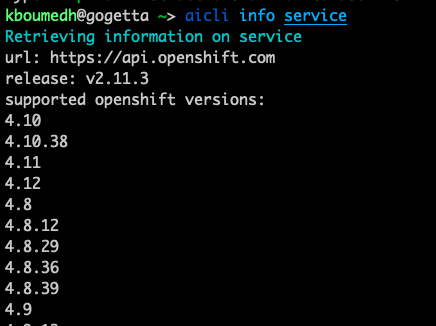 kboumedh@gogetta ~> aicli info service
Retrieving information on service
url: https://api.openshift.com
release: v2.11.3
supported openshift versions:
4.10
4.10.38
4.11
4.12
4.8
4.8.12
4.8.29
4.8.36
4.8.39
4.9